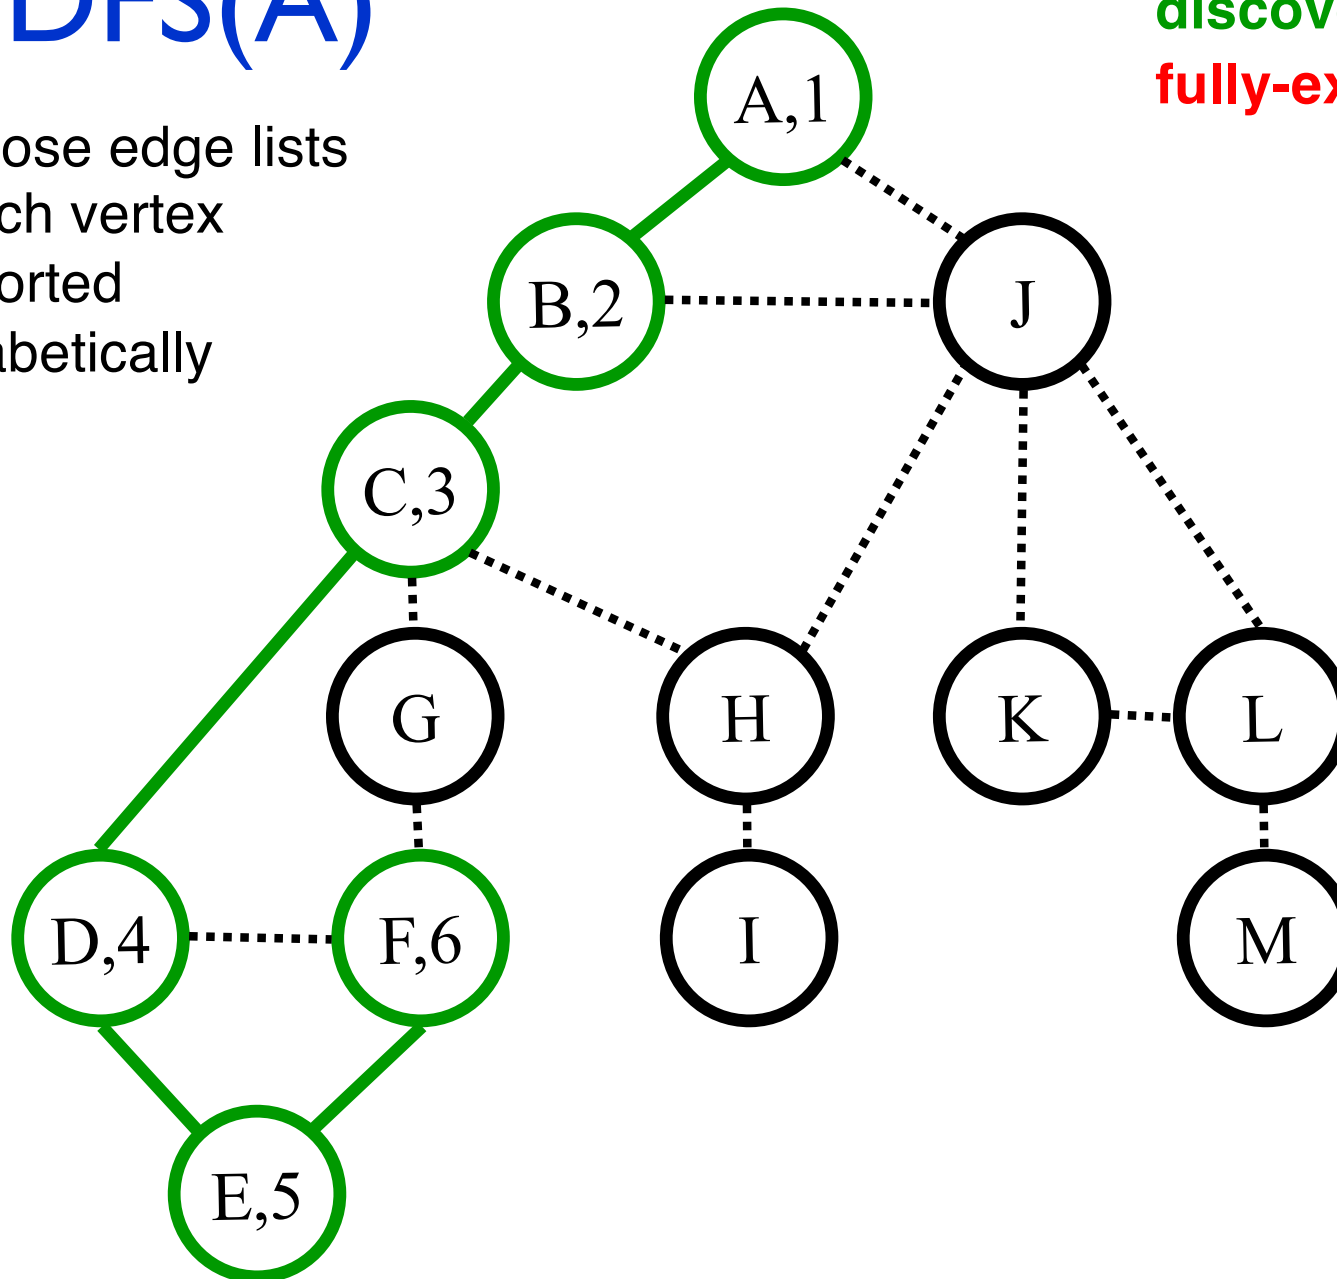 DFS(A)
discov
fully-ex
ose edge lists
ch vertex
orted
abetically
A,1
B,2
J
C,3
G
H
K
L
D,4
F,6
I
M
E,5